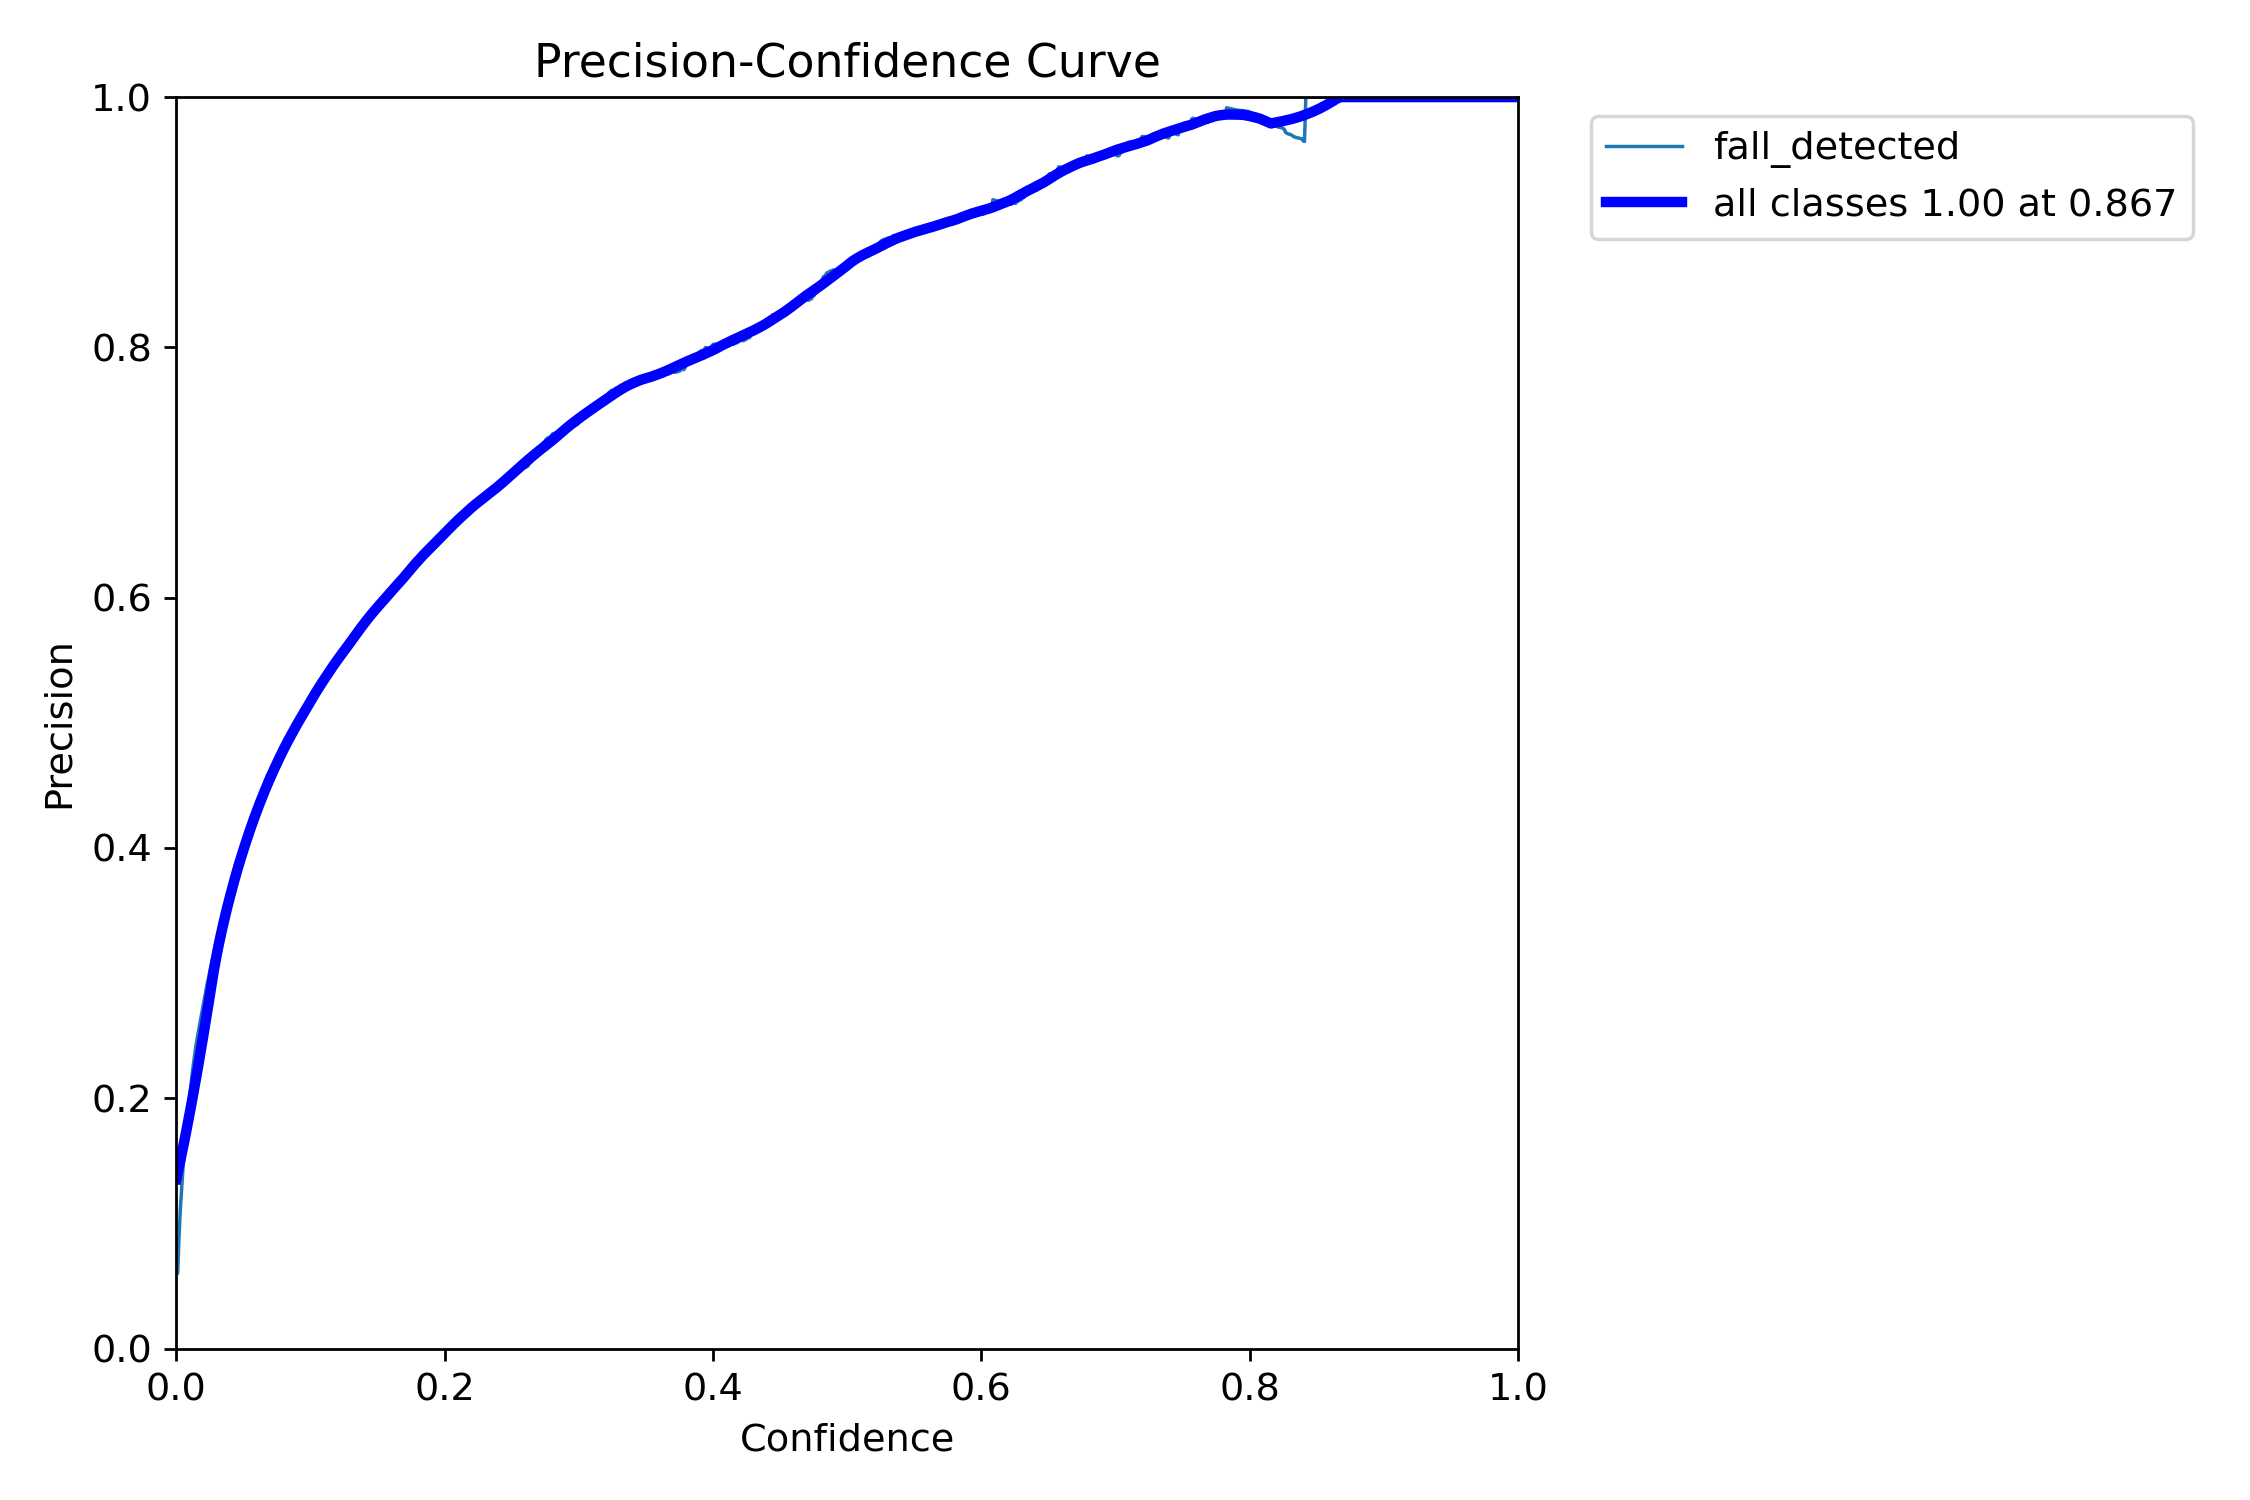 Precision-Confidence Curve
1.0
0.8
0.6
0.4
0.2
0.0
Precision
0.0 0.2 0.4 0.6 0.8 1.0
Confidence
fall_detected
all classes 1.00 at 0.867